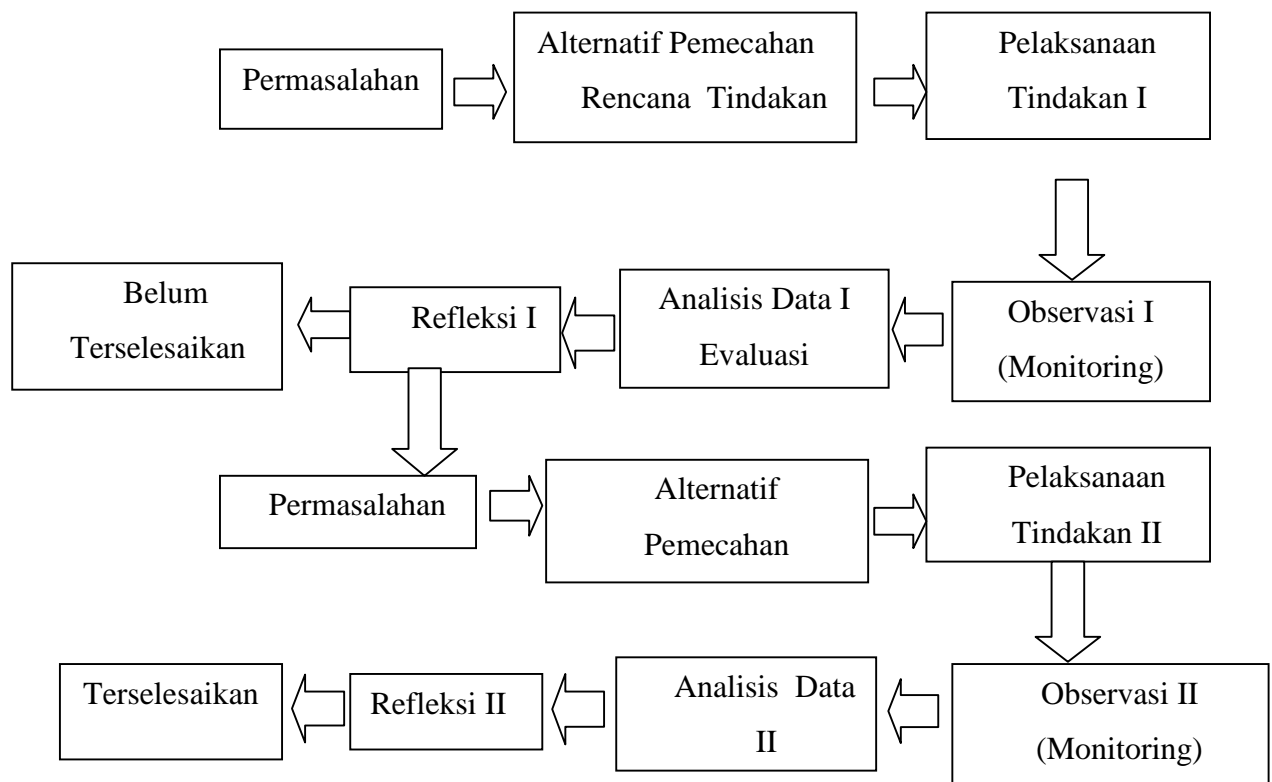 Permasalahan
Alternatif Pemecahan
Rencana Tindakan
Pelaksanaan
Tindakan I
Belum
Terselesaikan
Refleksi I
Analisis Data I
Evaluasi
Observasi I
(Monitoring)
Permasalahan
Alternatif
Pemecahan
Pelaksanaan
Tindakan II
Terselesaikan
Refleksi II
Analisis Data
II
Observasi II
(Monitoring)